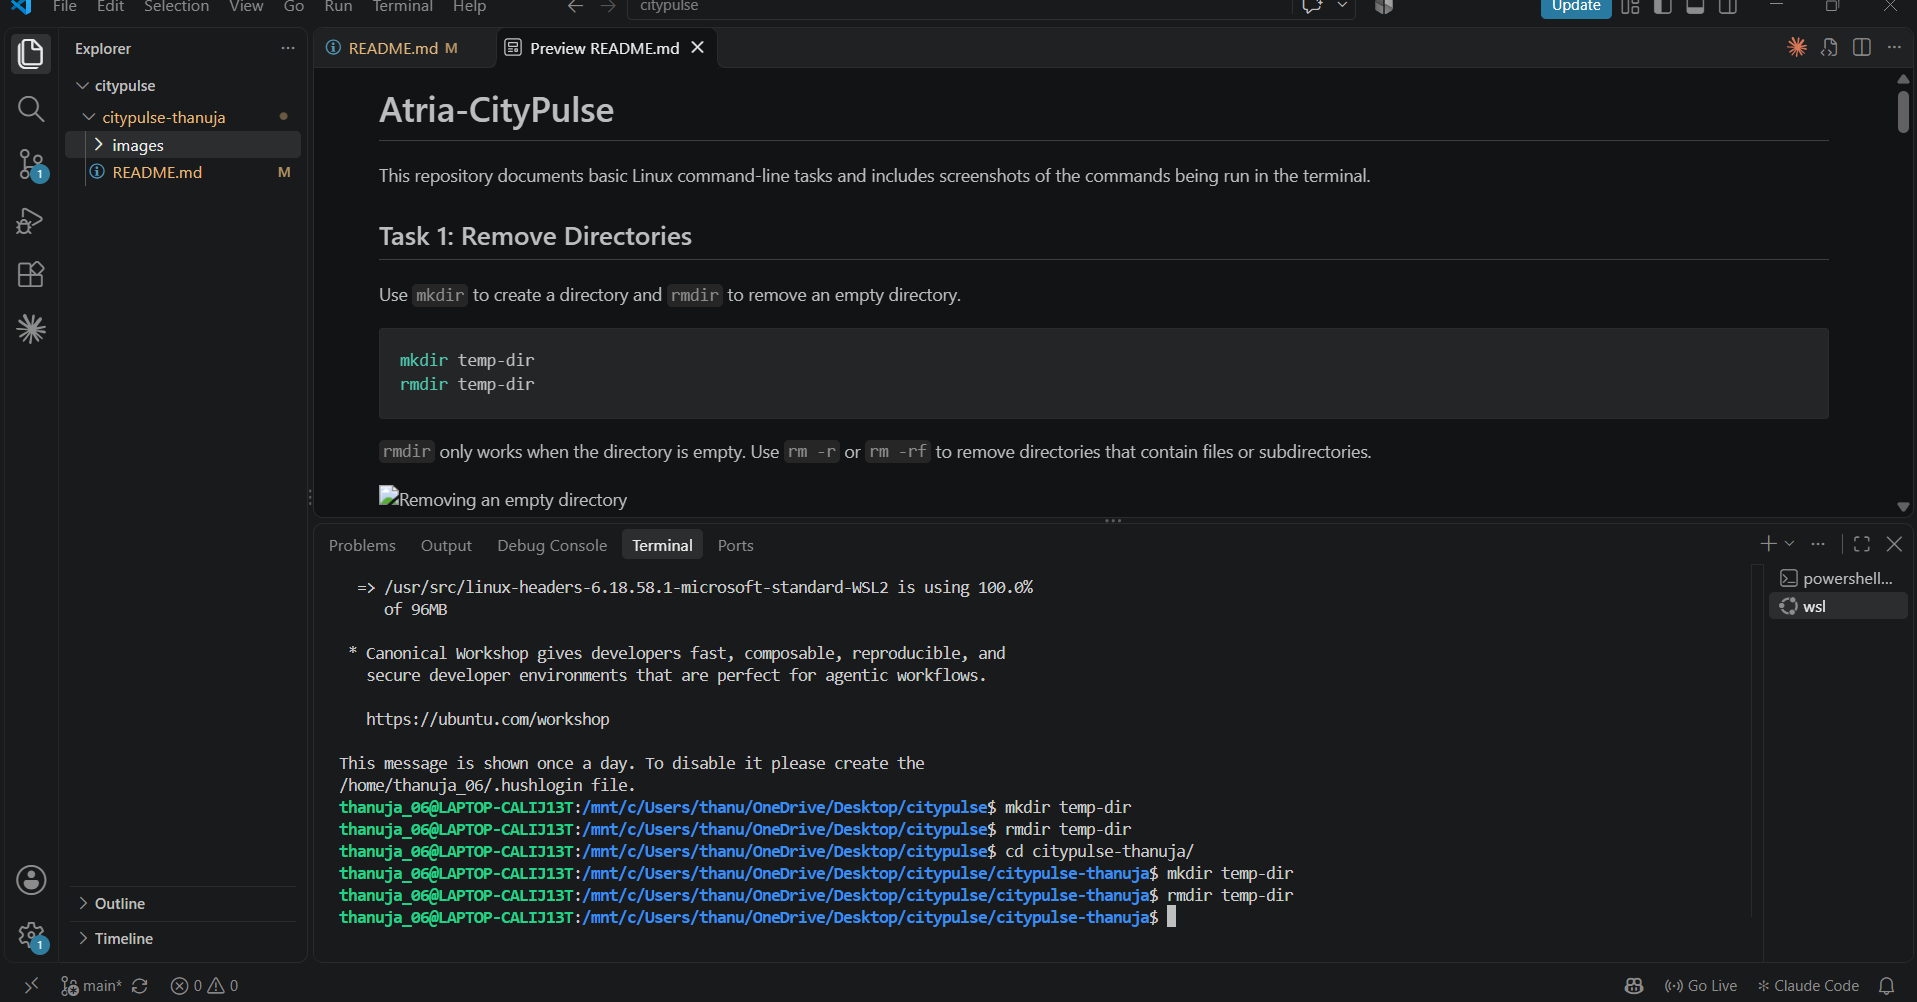 File Edit Selection View Go Run Terminal Help
citypulse
Update
Explorer
citypulse
citypulse-thanuja
images
README.md M
Outline
Timeline
README.md M
Preview README.md
Atria-CityPulse
This repository documents basic Linux command-line tasks and includes screenshots of the commands being run in the terminal.
Task 1: Remove Directories
Use mkdir to create a directory and rmdir to remove an empty directory.
mkdir temp-dir
rmdir temp-dir
rmdir only works when the directory is empty. Use rm -r or rm -rf to remove directories that contain files or subdirectories.
Removing an empty directory
Problems Output Debug Console Terminal Ports
=> /usr/src/linux-headers-6.18.58.1-microsoft-standard-WSL2 is using 100.0%
of 96MB
* Canonical Workshop gives developers fast, composable, reproducible, and
secure developer environments that are perfect for agentic workflows.
https://ubuntu.com/workshop
This message is shown once a day. To disable it please create the
/home/thanuja_06/.hushlogin file.
thanuja_06@LAPTOP-CALIJ13T:/mnt/c/Users/thanu/OneDrive/Desktop/citypulse$ mkdir temp-dir
thanuja_06@LAPTOP-CALIJ13T:/mnt/c/Users/thanu/OneDrive/Desktop/citypulse$ rmdir temp-dir
thanuja_06@LAPTOP-CALIJ13T:/mnt/c/Users/thanu/OneDrive/Desktop/citypulse$ cd citypulse-thanuja/
thanuja_06@LAPTOP-CALIJ13T:/mnt/c/Users/thanu/OneDrive/Desktop/citypulse/citypulse-thanuja$ mkdir temp-dir
thanuja_06@LAPTOP-CALIJ13T:/mnt/c/Users/thanu/OneDrive/Desktop/citypulse/citypulse-thanuja$ rmdir temp-dir
thanuja_06@LAPTOP-CALIJ13T:/mnt/c/Users/thanu/OneDrive/Desktop/citypulse/citypulse-thanuja$
powershell...
wsl
1
1
main* 0 0
Go Live Claude Code